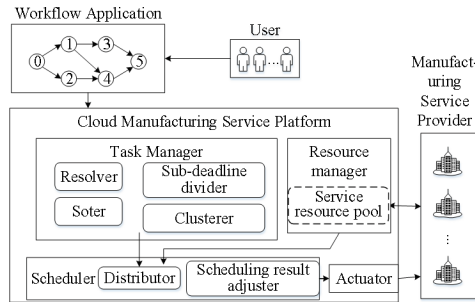 Workflow Application
0
1
3
2
4
5
User
...
Manufact-
uring
Service
Provider
Cloud Manufacturing Service Platform
Task Manager
Resolver
Sub-deadline
divider
Soter
Clusterer
Resource
manager
Service
resource pool
...
Scheduler
Distributor
Scheduling result
adjuster
Actuator